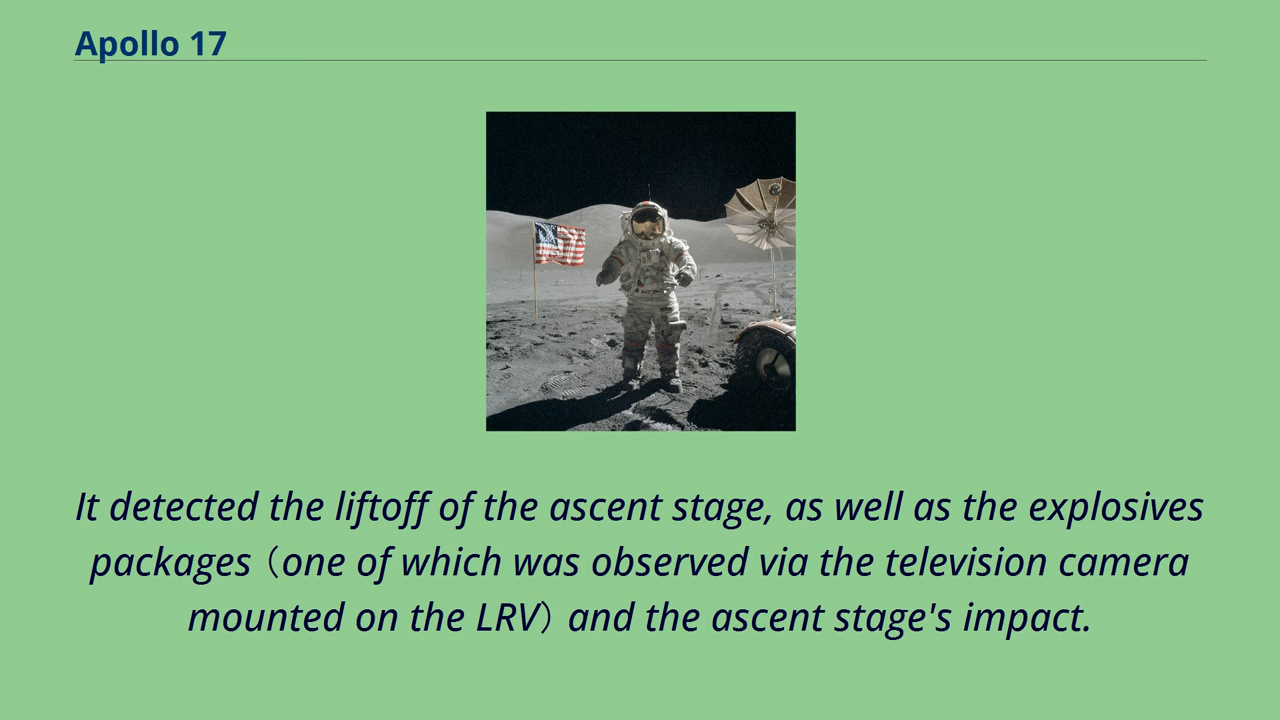 Apollo 17
It detected the liftoff of the ascent stage, as well as the explosives
packages（one of which was observed via the television camera
mounted on the LRV）and the ascent stage's impact.